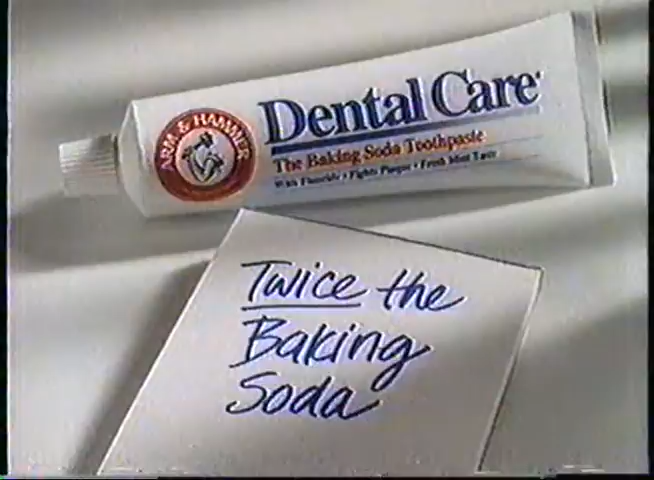 ARM & HAMMER
Dental Care
The Baking Soda Toothpaste
With Fluoride • Fights Plaque • Fresh Mint Taste
Twice the
Baking
Soda